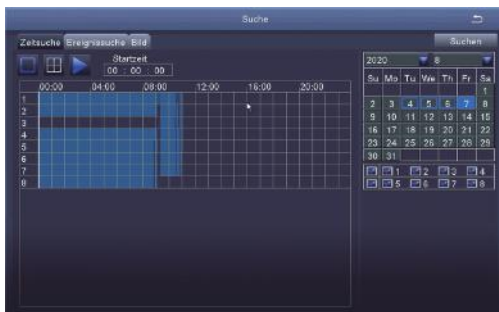 Suche
Zeitsuche Ereignissuche Bild
Suchen
Startzeit
00 : 00 : 00
2020 8
Su Mo Tu We Th Fr Sa
1
2 3 4 5 6 7 8
9 10 11 12 13 14 15
16 17 18 19 20 21 22
23 24 25 26 27 28 29
30 31
00:00 04:00 08:00 12:00 16:00 20:00
1
2
3
4
5
6
7
8
1 2 3 4
5 6 7 8